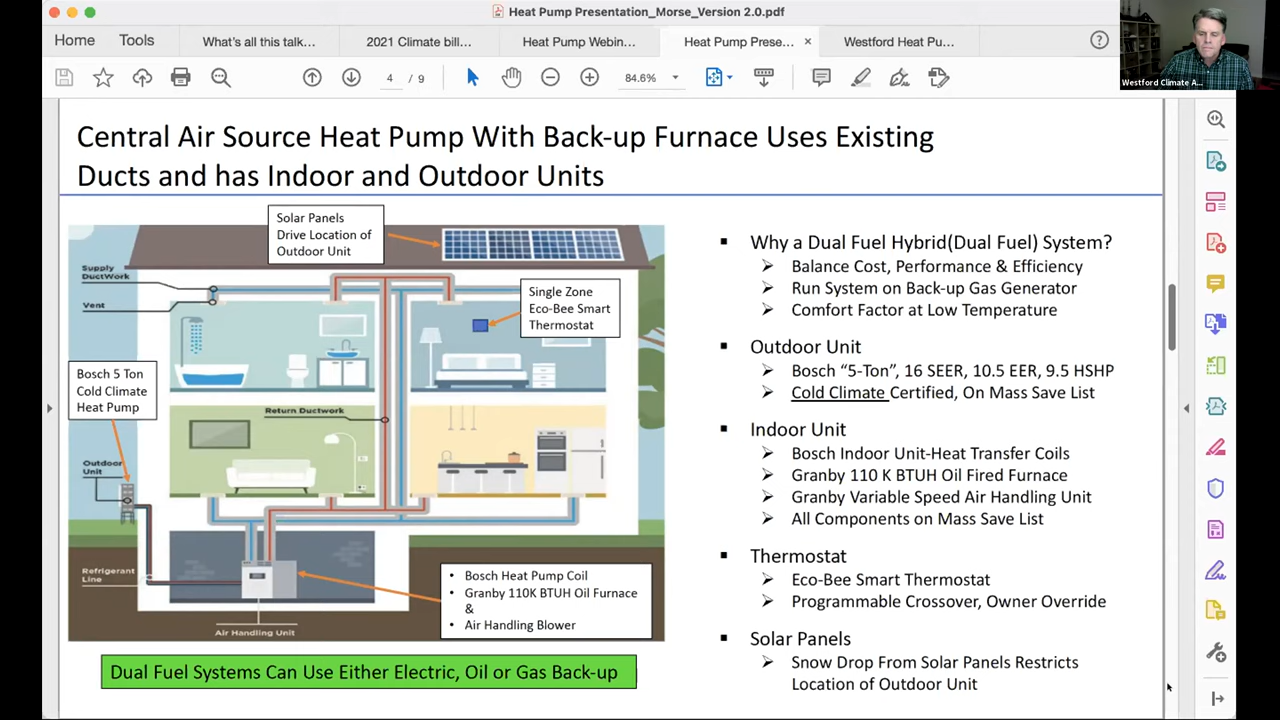 Heat Pump Presentation_Morse_Version 2.0.pdf
Home
Tools
What's all this talk...
2021 Climate bill...
Heat Pump Webin...
Heat Pump Prese... ×
Westford Heat Pu...
4 / 9
84.6%
Westford Climate A...
Central Air Source Heat Pump With Back-up Furnace Uses Existing
Ducts and has Indoor and Outdoor Units
Solar Panels
Drive Location of
Outdoor Unit
Supply
DuctWork
Vent
Single Zone
Eco-Bee Smart
Thermostat
Bosch 5 Ton
Cold Climate
Heat Pump
Return Ductwork
Outdoor
Unit
Refrigerant
Line
• Bosch Heat Pump Coil
• Granby 110K BTUH Oil Furnace
&
• Air Handling Blower
Air Handling Unit
Dual Fuel Systems Can Use Either Electric, Oil or Gas Back-up
▪ Why a Dual Fuel Hybrid(Dual Fuel) System?
➢ Balance Cost, Performance & Efficiency
➢ Run System on Back-up Gas Generator
➢ Comfort Factor at Low Temperature
▪ Outdoor Unit
➢ Bosch “5-Ton”, 16 SEER, 10.5 EER, 9.5 HSHP
➢ Cold Climate Certified, On Mass Save List
▪ Indoor Unit
➢ Bosch Indoor Unit-Heat Transfer Coils
➢ Granby 110 K BTUH Oil Fired Furnace
➢ Granby Variable Speed Air Handling Unit
➢ All Components on Mass Save List
▪ Thermostat
➢ Eco-Bee Smart Thermostat
➢ Programmable Crossover, Owner Override
▪ Solar Panels
➢ Snow Drop From Solar Panels Restricts
Location of Outdoor Unit